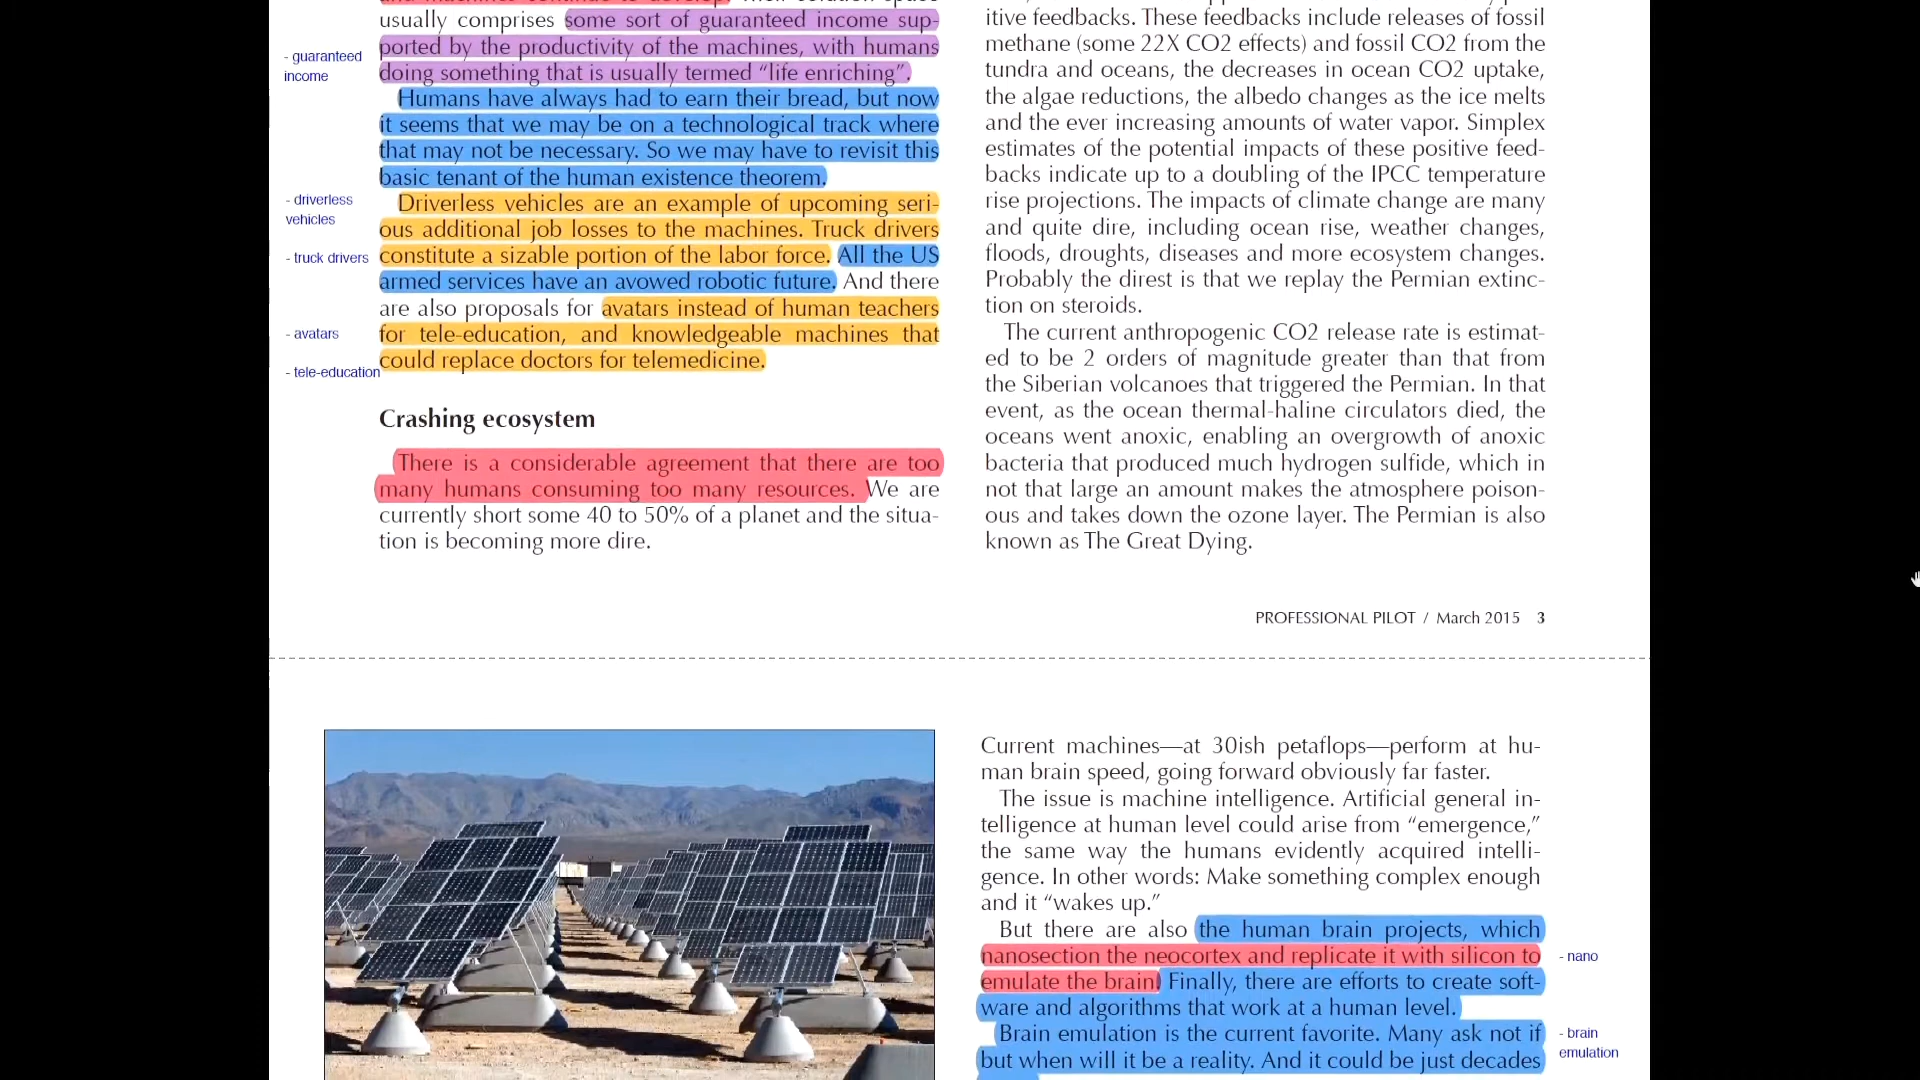 usually comprises some sort of guaranteed income sup-
ported by the productivity of the machines, with humans
doing something that is usually termed “life enriching”.
Humans have always had to earn their bread, but now
it seems that we may be on a technological track where
that may not be necessary. So we may have to revisit this
basic tenant of the human existence theorem.
Driverless vehicles are an example of upcoming seri-
ous additional job losses to the machines. Truck drivers
constitute a sizable portion of the labor force. All the US
armed services have an avowed robotic future. And there
are also proposals for avatars instead of human teachers
for tele-education, and knowledgeable machines that
could replace doctors for telemedicine.
- guaranteed
income
- driverless
vehicles
- truck drivers
- avatars
- tele-education
Crashing ecosystem
There is a considerable agreement that there are too
many humans consuming too many resources. We are
currently short some 40 to 50% of a planet and the situa-
tion is becoming more dire.
itive feedbacks. These feedbacks include releases of fossil
methane (some 22X CO2 effects) and fossil CO2 from the
tundra and oceans, the decreases in ocean CO2 uptake,
the algae reductions, the albedo changes as the ice melts
and the ever increasing amounts of water vapor. Simplex
estimates of the potential impacts of these positive feed-
backs indicate up to a doubling of the IPCC temperature
rise projections. The impacts of climate change are many
and quite dire, including ocean rise, weather changes,
floods, droughts, diseases and more ecosystem changes.
Probably the direst is that we replay the Permian extinc-
tion on steroids.
The current anthropogenic CO2 release rate is estimat-
ed to be 2 orders of magnitude greater than that from
the Siberian volcanoes that triggered the Permian. In that
event, as the ocean thermal-haline circulators died, the
oceans went anoxic, enabling an overgrowth of anoxic
bacteria that produced much hydrogen sulfide, which in
not that large an amount makes the atmosphere poison-
ous and takes down the ozone layer. The Permian is also
known as The Great Dying.
PROFESSIONAL PILOT / March 2015 3
Current machines—at 30ish petaflops—perform at hu-
man brain speed, going forward obviously far faster.
The issue is machine intelligence. Artificial general in-
telligence at human level could arise from “emergence,”
the same way the humans evidently acquired intelli-
gence. In other words: Make something complex enough
and it “wakes up.”
But there are also the human brain projects, which
nanosection the neocortex and replicate it with silicon to
emulate the brain. Finally, there are efforts to create soft-
ware and algorithms that work at a human level.
Brain emulation is the current favorite. Many ask not if
but when will it be a reality. And it could be just decades
- nano
- brain
emulation